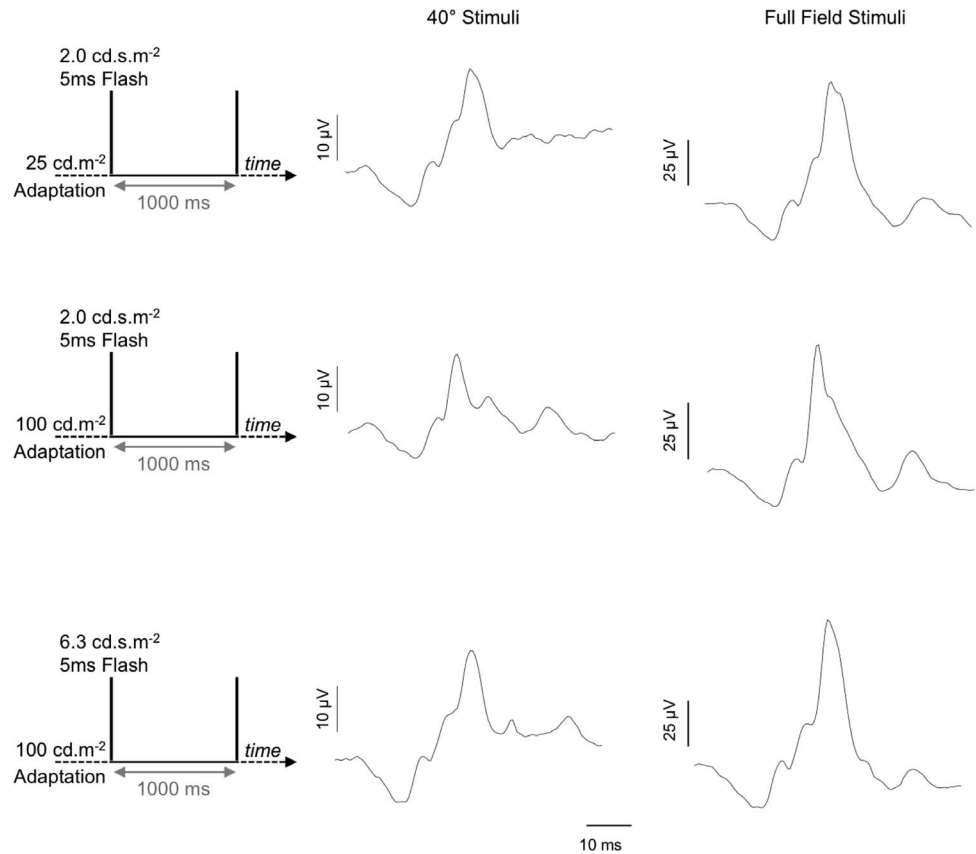 40° Stimuli
Full Field Stimuli
2.0 cd.s.m-2
5ms Flash
25 cd.m-2
Adaptation
time
1000 ms
10 µV
25 µV
2.0 cd.s.m-2
5ms Flash
100 cd.m-2
Adaptation
time
1000 ms
10 µV
25 µV
6.3 cd.s.m-2
5ms Flash
100 cd.m-2
Adaptation
time
1000 ms
10 µV
25 µV
10 ms